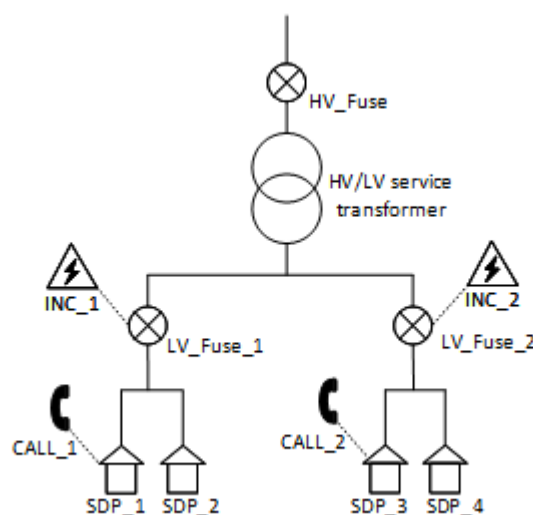 HV_Fuse
HV/LV service
transformer
INC_1
INC_2
LV_Fuse_1
LV_Fuse_2
CALL_1
CALL_2
SDP_1
SDP_2
SDP_3
SDP_4